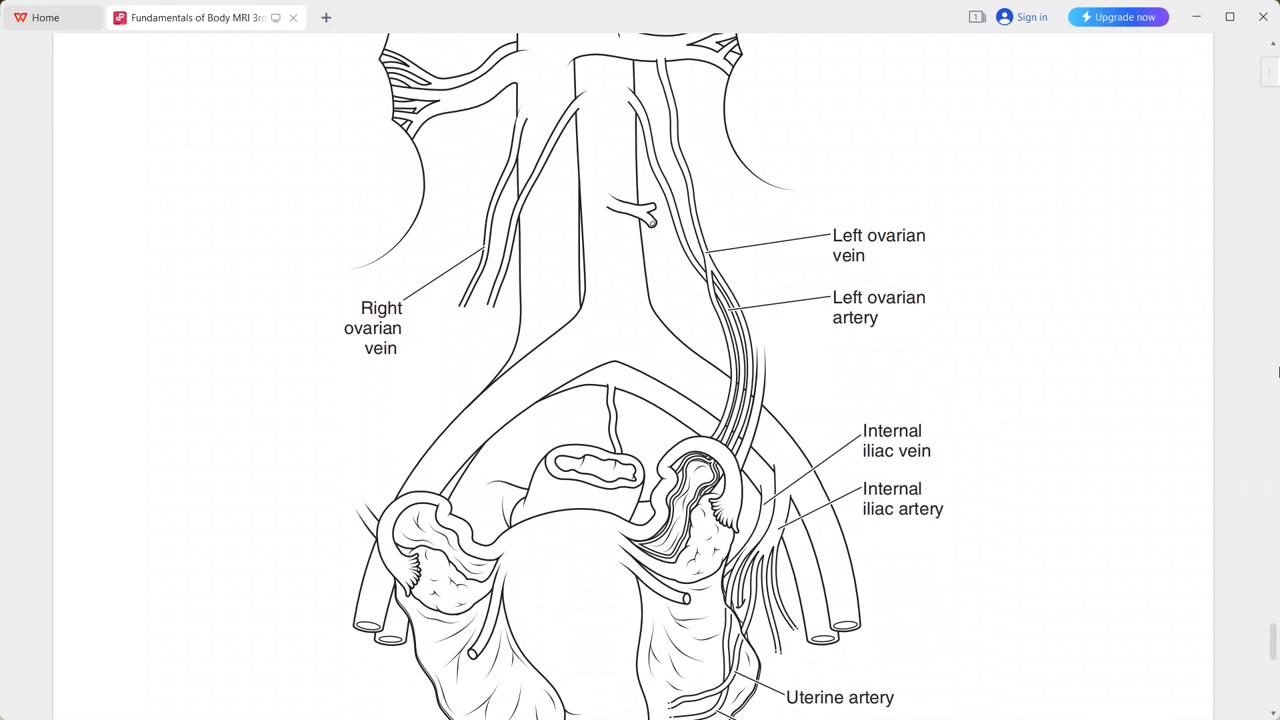 Home
Fundamentals of Body MRI 3rd
1
Sign in
Upgrade now
Left ovarian
vein
Left ovarian
artery
Right
ovarian
vein
Internal
iliac vein
Internal
iliac artery
Uterine artery